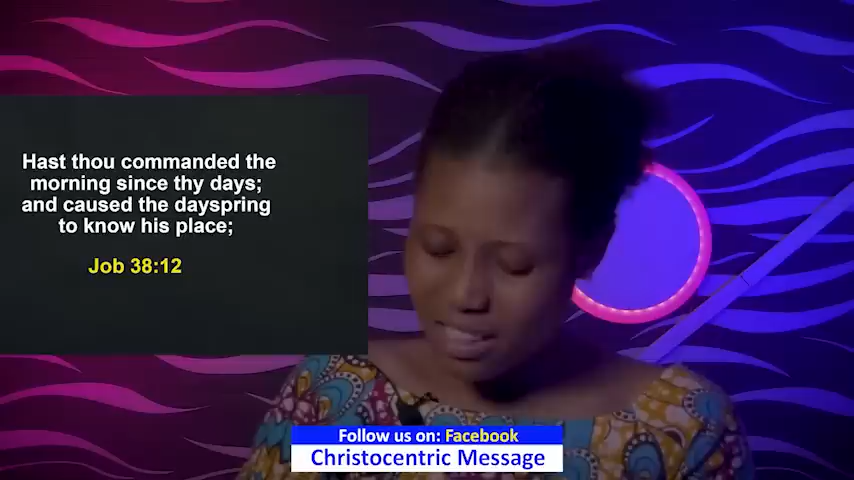 Hast thou commanded the
morning since thy days;
and caused the dayspring
to know his place;
Job 38:12
Follow us on: Facebook
Christocentric Message